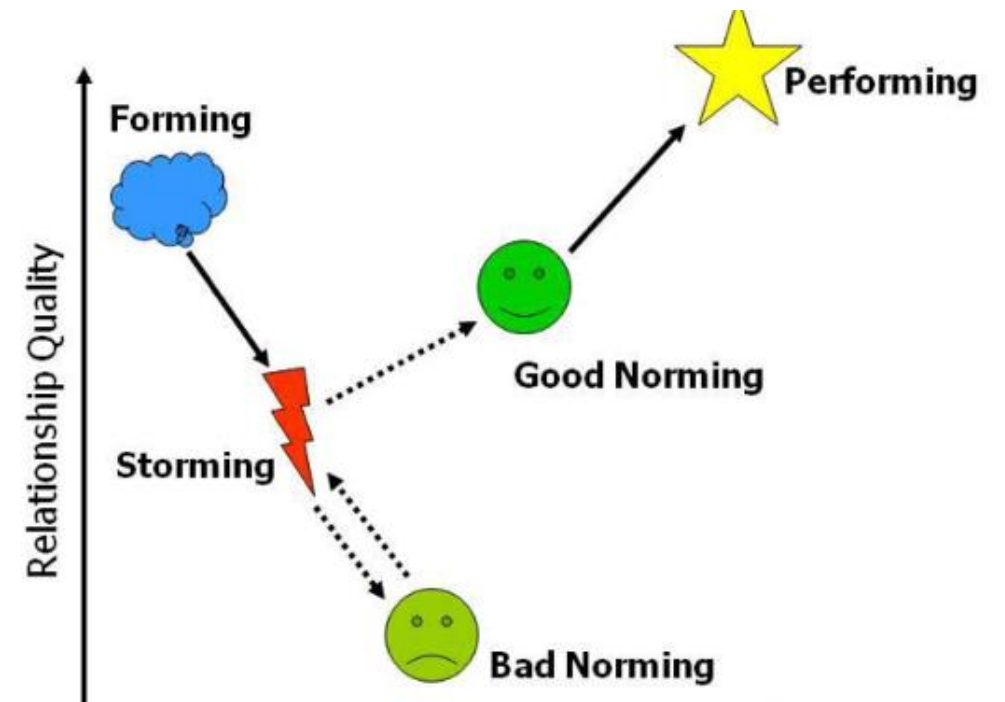 Performing
Forming
Relationship Quality
Good Norming
Storming
Bad Norming